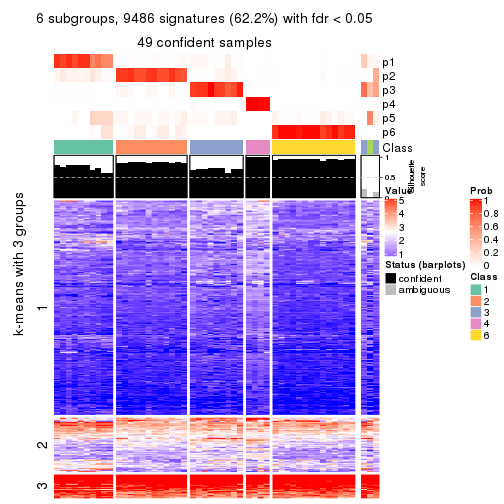 6 subgroups, 9486 signatures (62.2%) with fdr < 0.05
49 confident samples
p1
p2
p3
p4
p5
p6
Class
1
0.5
0
Silhouette
score
k-means with 3 groups
1
2
3
Value
5
4
3
2
1
Status (barplots)
confident
ambiguous
Prob
1
0.8
0.6
0.4
0.2
0
Class
1
2
3
4
6